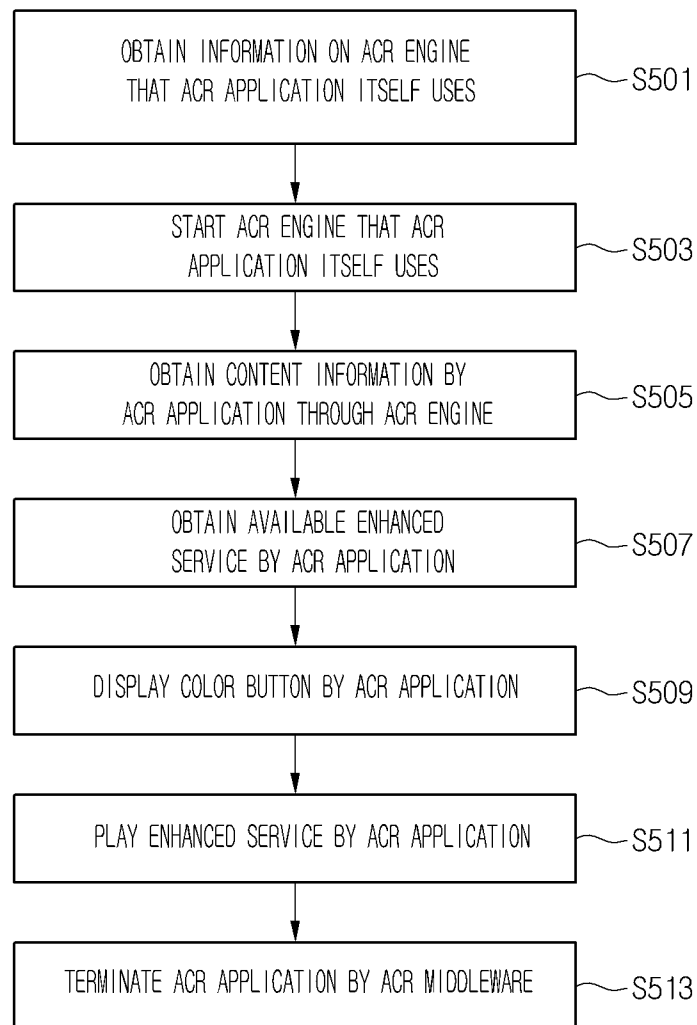 OBTAIN INFORMATION ON ACR ENGINE
THAT ACR APPLICATION ITSELF USES
S501
START ACR ENGINE THAT ACR
APPLICATION ITSELF USES
S503
OBTAIN CONTENT INFORMATION BY
ACR APPLICATION THROUGH ACR ENGINE
S505
OBTAIN AVAILABLE ENHANCED
SERVICE BY ACR APPLICATION
S507
DISPLAY COLOR BUTTON BY ACR APPLICATION
S509
PLAY ENHANCED SERVICE BY ACR APPLICATION
S511
TERMINATE ACR APPLICATION BY ACR MIDDLEWARE
S513